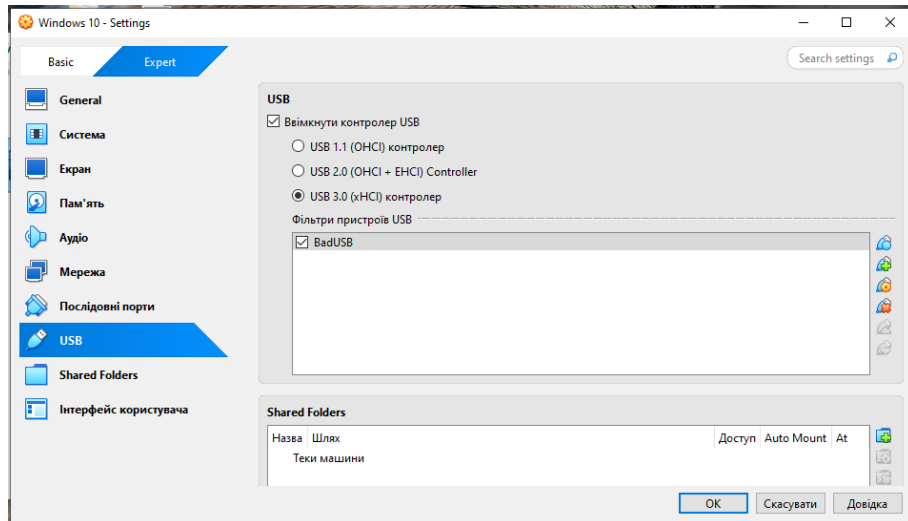 Windows 10 - Settings
Basic
Expert
Search settings
General
Система
Екран
Пам'ять
Аудіо
Мережа
Послідовні порти
USB
Shared Folders
Інтерфейс користувача
USB
Ввімкнути контролер USB
USB 1.1 (OHCI) контролер
USB 2.0 (OHCI + EHCI) Controller
USB 3.0 (xHCI) контролер
Фільтри пристроїв USB
BadUSB
Shared Folders
Назва Шлях Доступ Auto Mount At
Теки машини
OK Скасувати Довідка